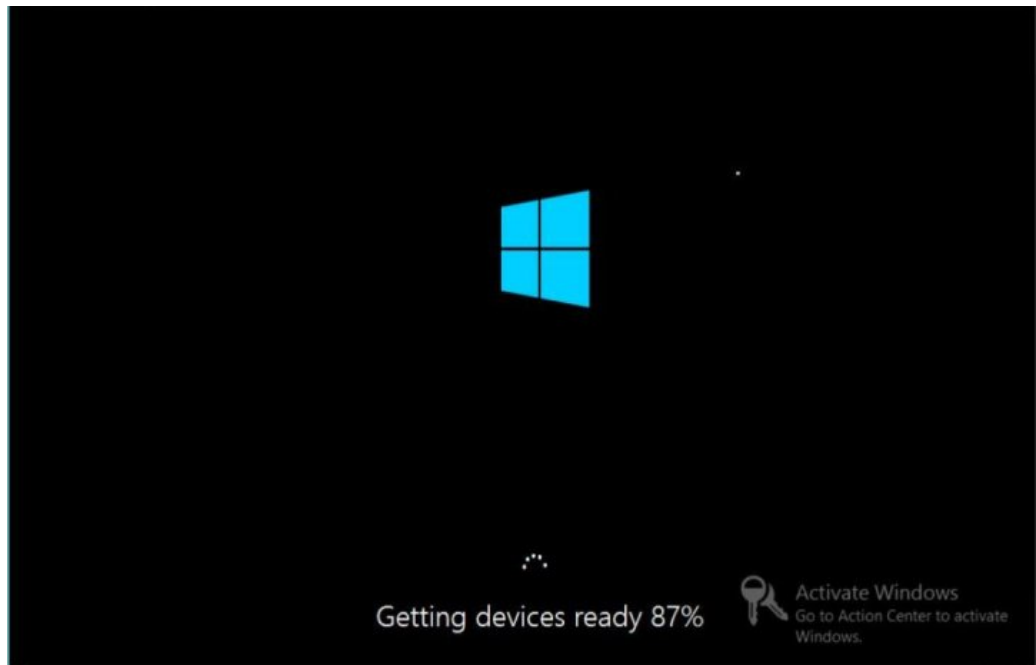 Getting devices ready 87%
Activate Windows
Go to Action Center to activate
Windows.